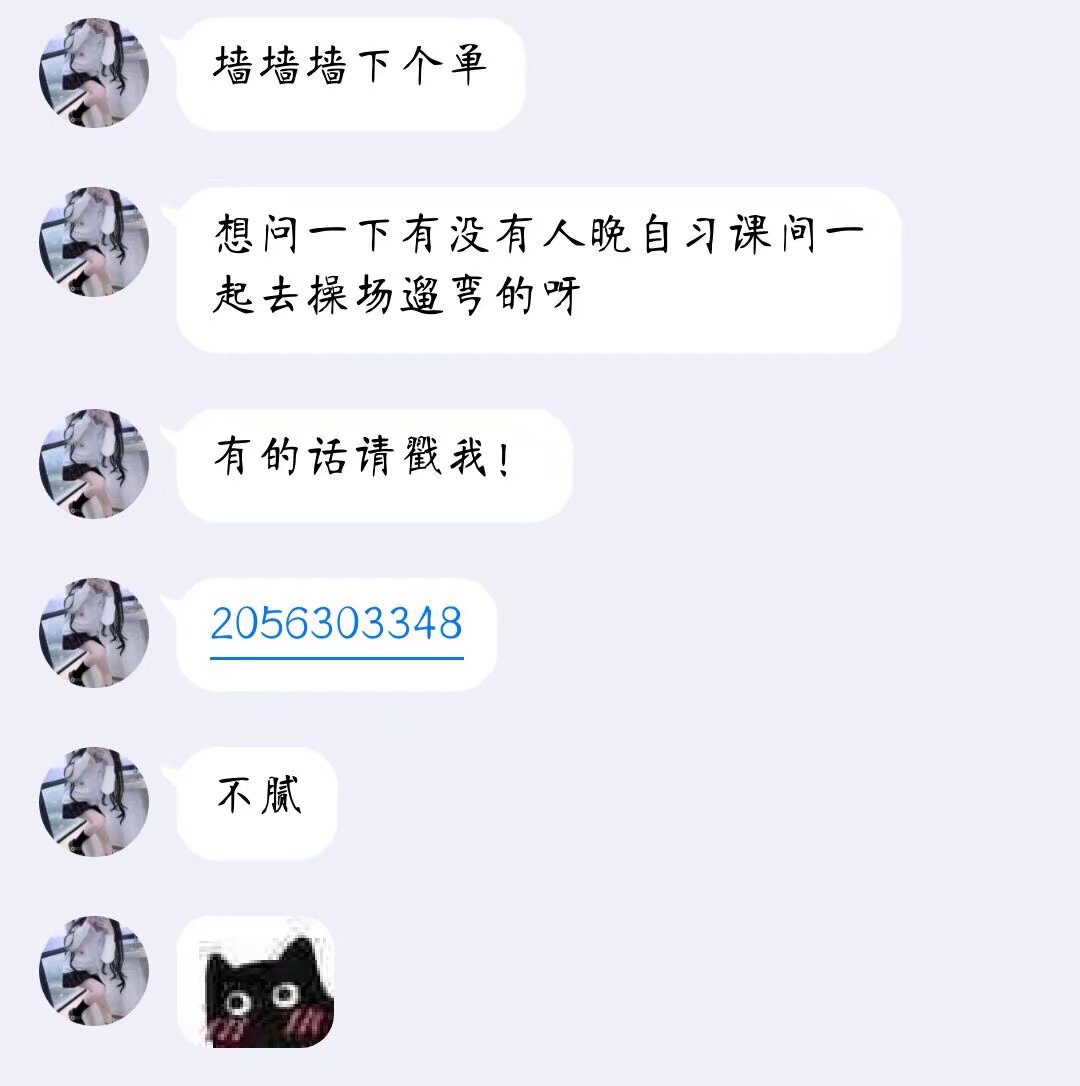 墙墙墙下个单
想问一下有没有人晚自习课间一
起去操场遛弯的呀
有的话请戳我！
2056303348
不腻